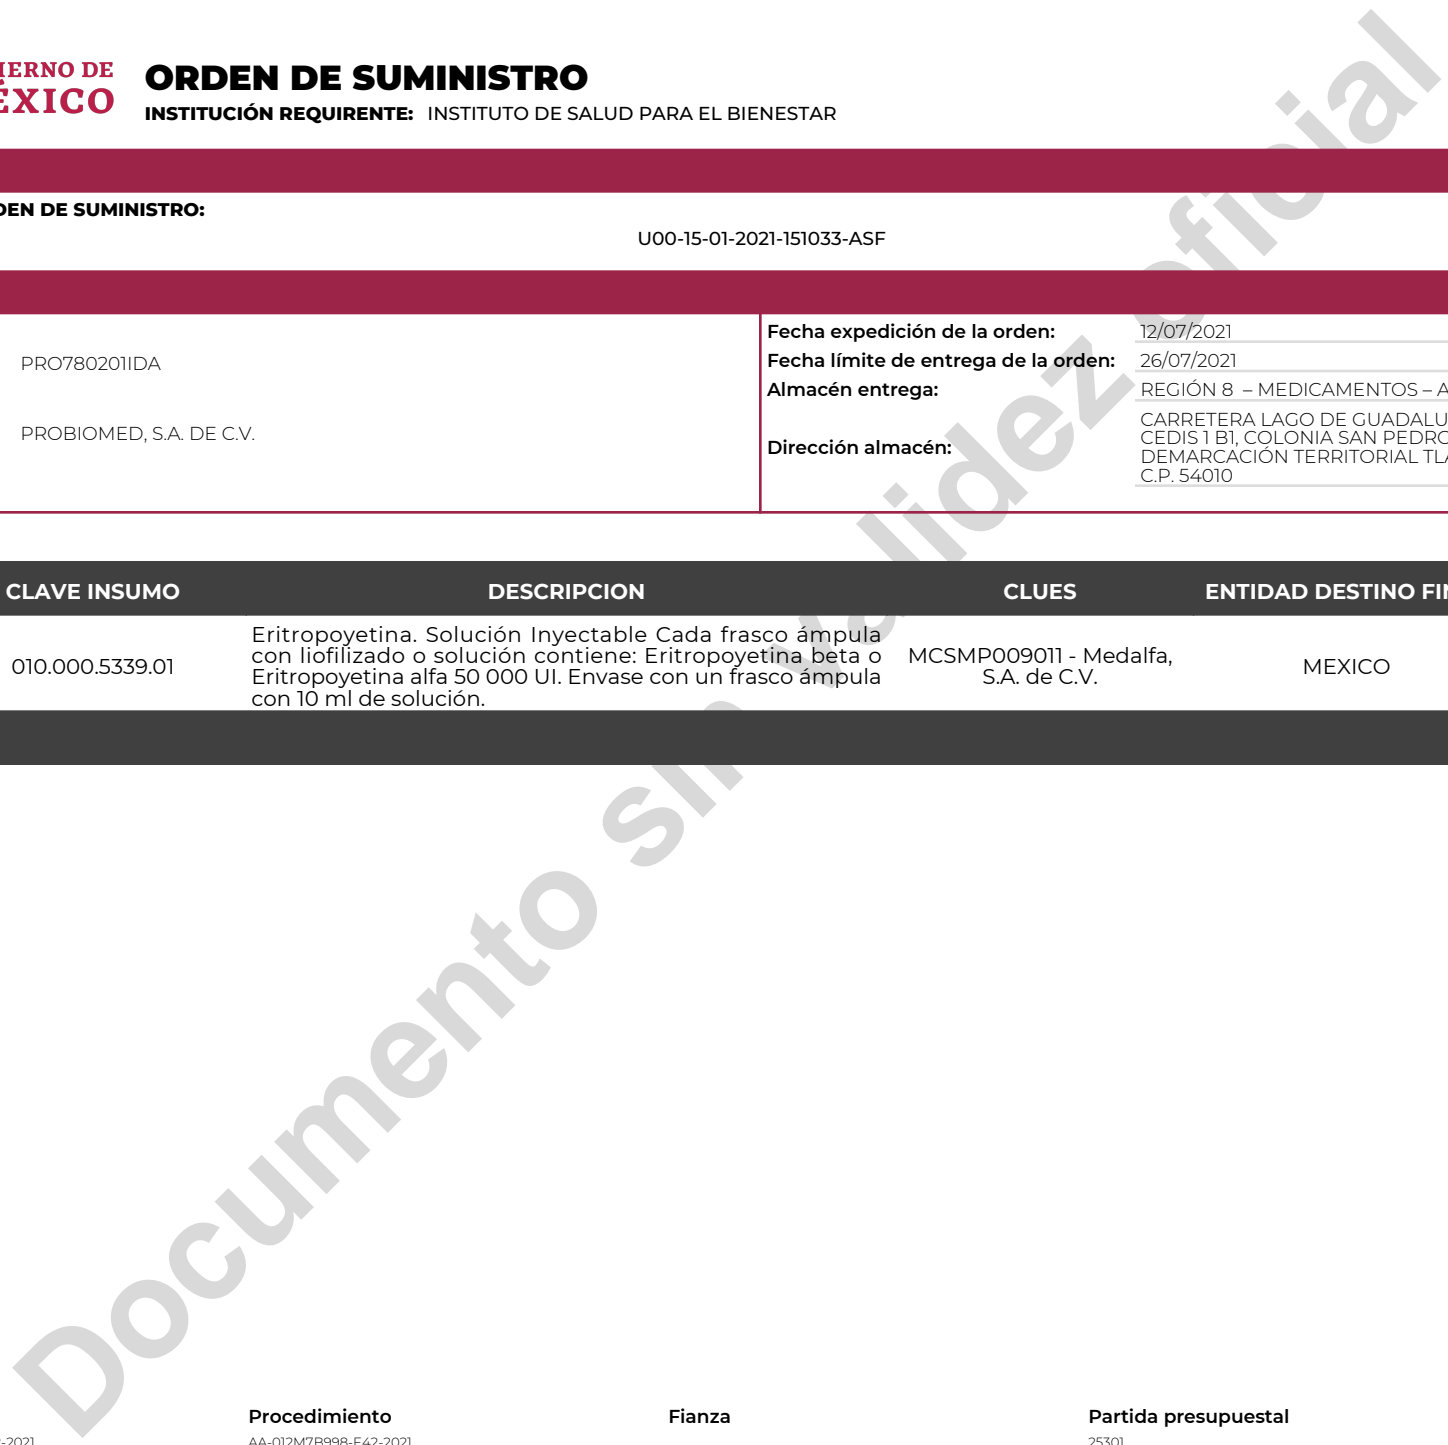 IERNO DE
ÉXICO
ORDEN DE SUMINISTRO
INSTITUCIÓN REQUIRENTE: INSTITUTO DE SALUD PARA EL BIENESTAR
DEN DE SUMINISTRO:
U00-15-01-2021-151033-ASF
PRO780201IDA
PROBIOMED, S.A. DE C.V.
Fecha expedición de la orden: 12/07/2021
Fecha límite de entrega de la orden: 26/07/2021
Almacén entrega: REGIÓN 8 – MEDICAMENTOS – A
Dirección almacén:
CARRETERA LAGO DE GUADALU
CEDIS 1 B1, COLONIA SAN PEDRO
DEMARCACIÓN TERRITORIAL TLA
C.P. 54010
CLAVE INSUMO DESCRIPCION CLUES ENTIDAD DESTINO FIN
010.000.5339.01
Eritropoyetina. Solución Inyectable Cada frasco ámpula
con liofilizado o solución contiene: Eritropoyetina beta o
Eritropoyetina alfa 50 000 UI. Envase con un frasco ámpula
con 10 ml de solución.
MCSMP009011 - Medalfa,
S.A. de C.V.
MEXICO
Documento sin validez oficial
Procedimiento Fianza Partida presupuestal
-2021 AA-012M7B998-E42-2021 25301